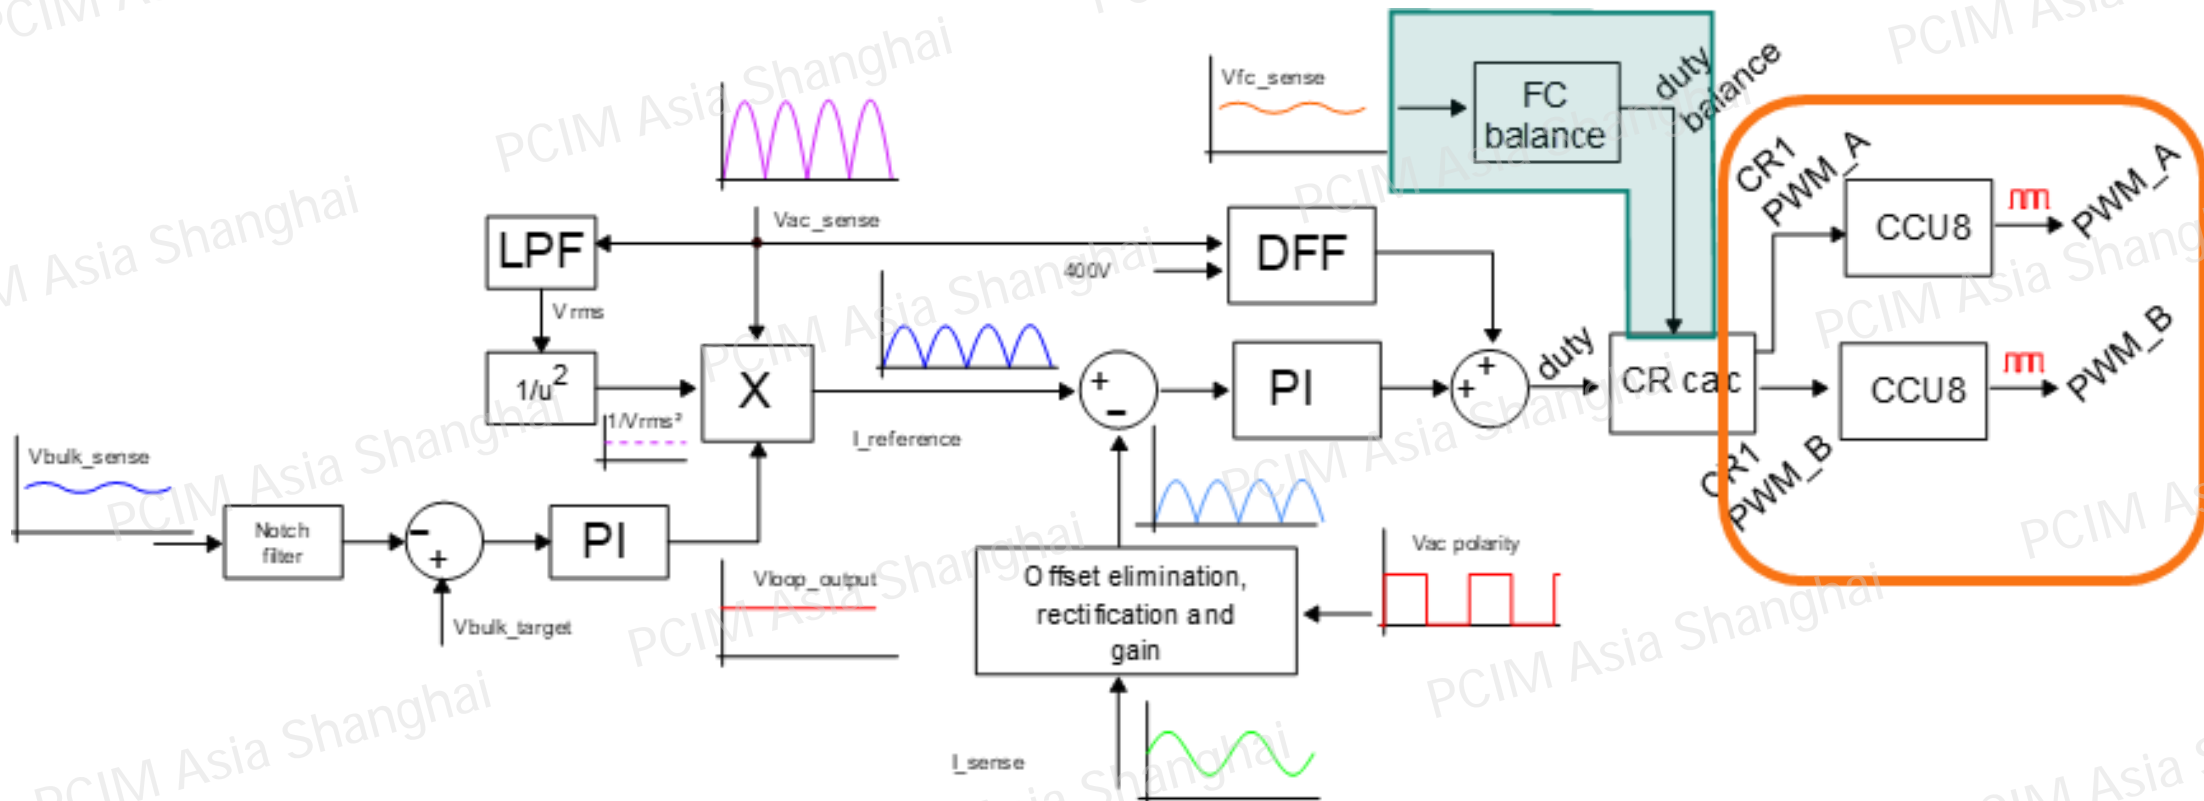 PCIM Asia Shanghai
Vfc_sense
FC
balance
duty
balance
CR1
PWM_A
CCU8
PWM_A
Vac_sense
LPF
400V
DFF
Vrms
1/u²
X
1/Vrms²
I_reference
+
-
PI
+
+
duty
CR calc
CCU8
PWM_B
CR1
PWM_B
Vbulk_sense
Notch
filter
-
+
PI
Vbulk_target
Vloop_output
Offset elimination,
rectification and
gain
Vac polarity
I_sense